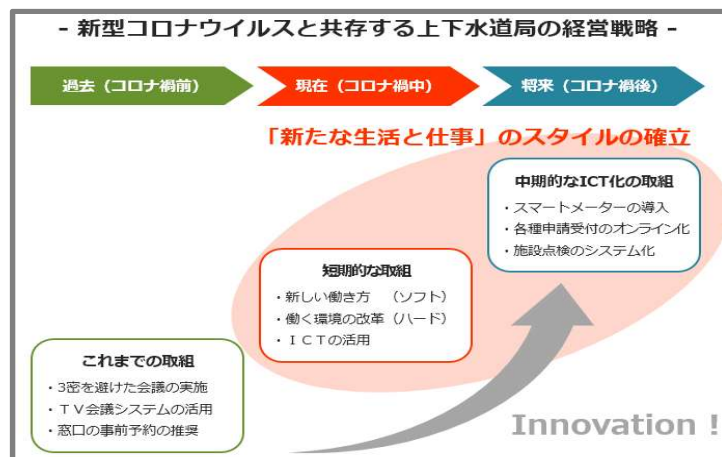 - 新型コロナウイルスと共存する上下水道局の経営戦略 -
過去（コロナ禍前）
現在（コロナ禍中）
将来（コロナ禍後）
「新たな生活と仕事」のスタイルの確立
中期的なICT化の取組
・スマートメーターの導入
・各種申請受付のオンライン化
・施設点検のシステム化
短期的な取組
・新しい働き方　（ソフト）
・働く環境の改革（ハード）
・ＩＣＴの活用
これまでの取組
・3密を避けた会議の実施
・ＴＶ会議システムの活用
・窓口の事前予約の推奨
Innovation !